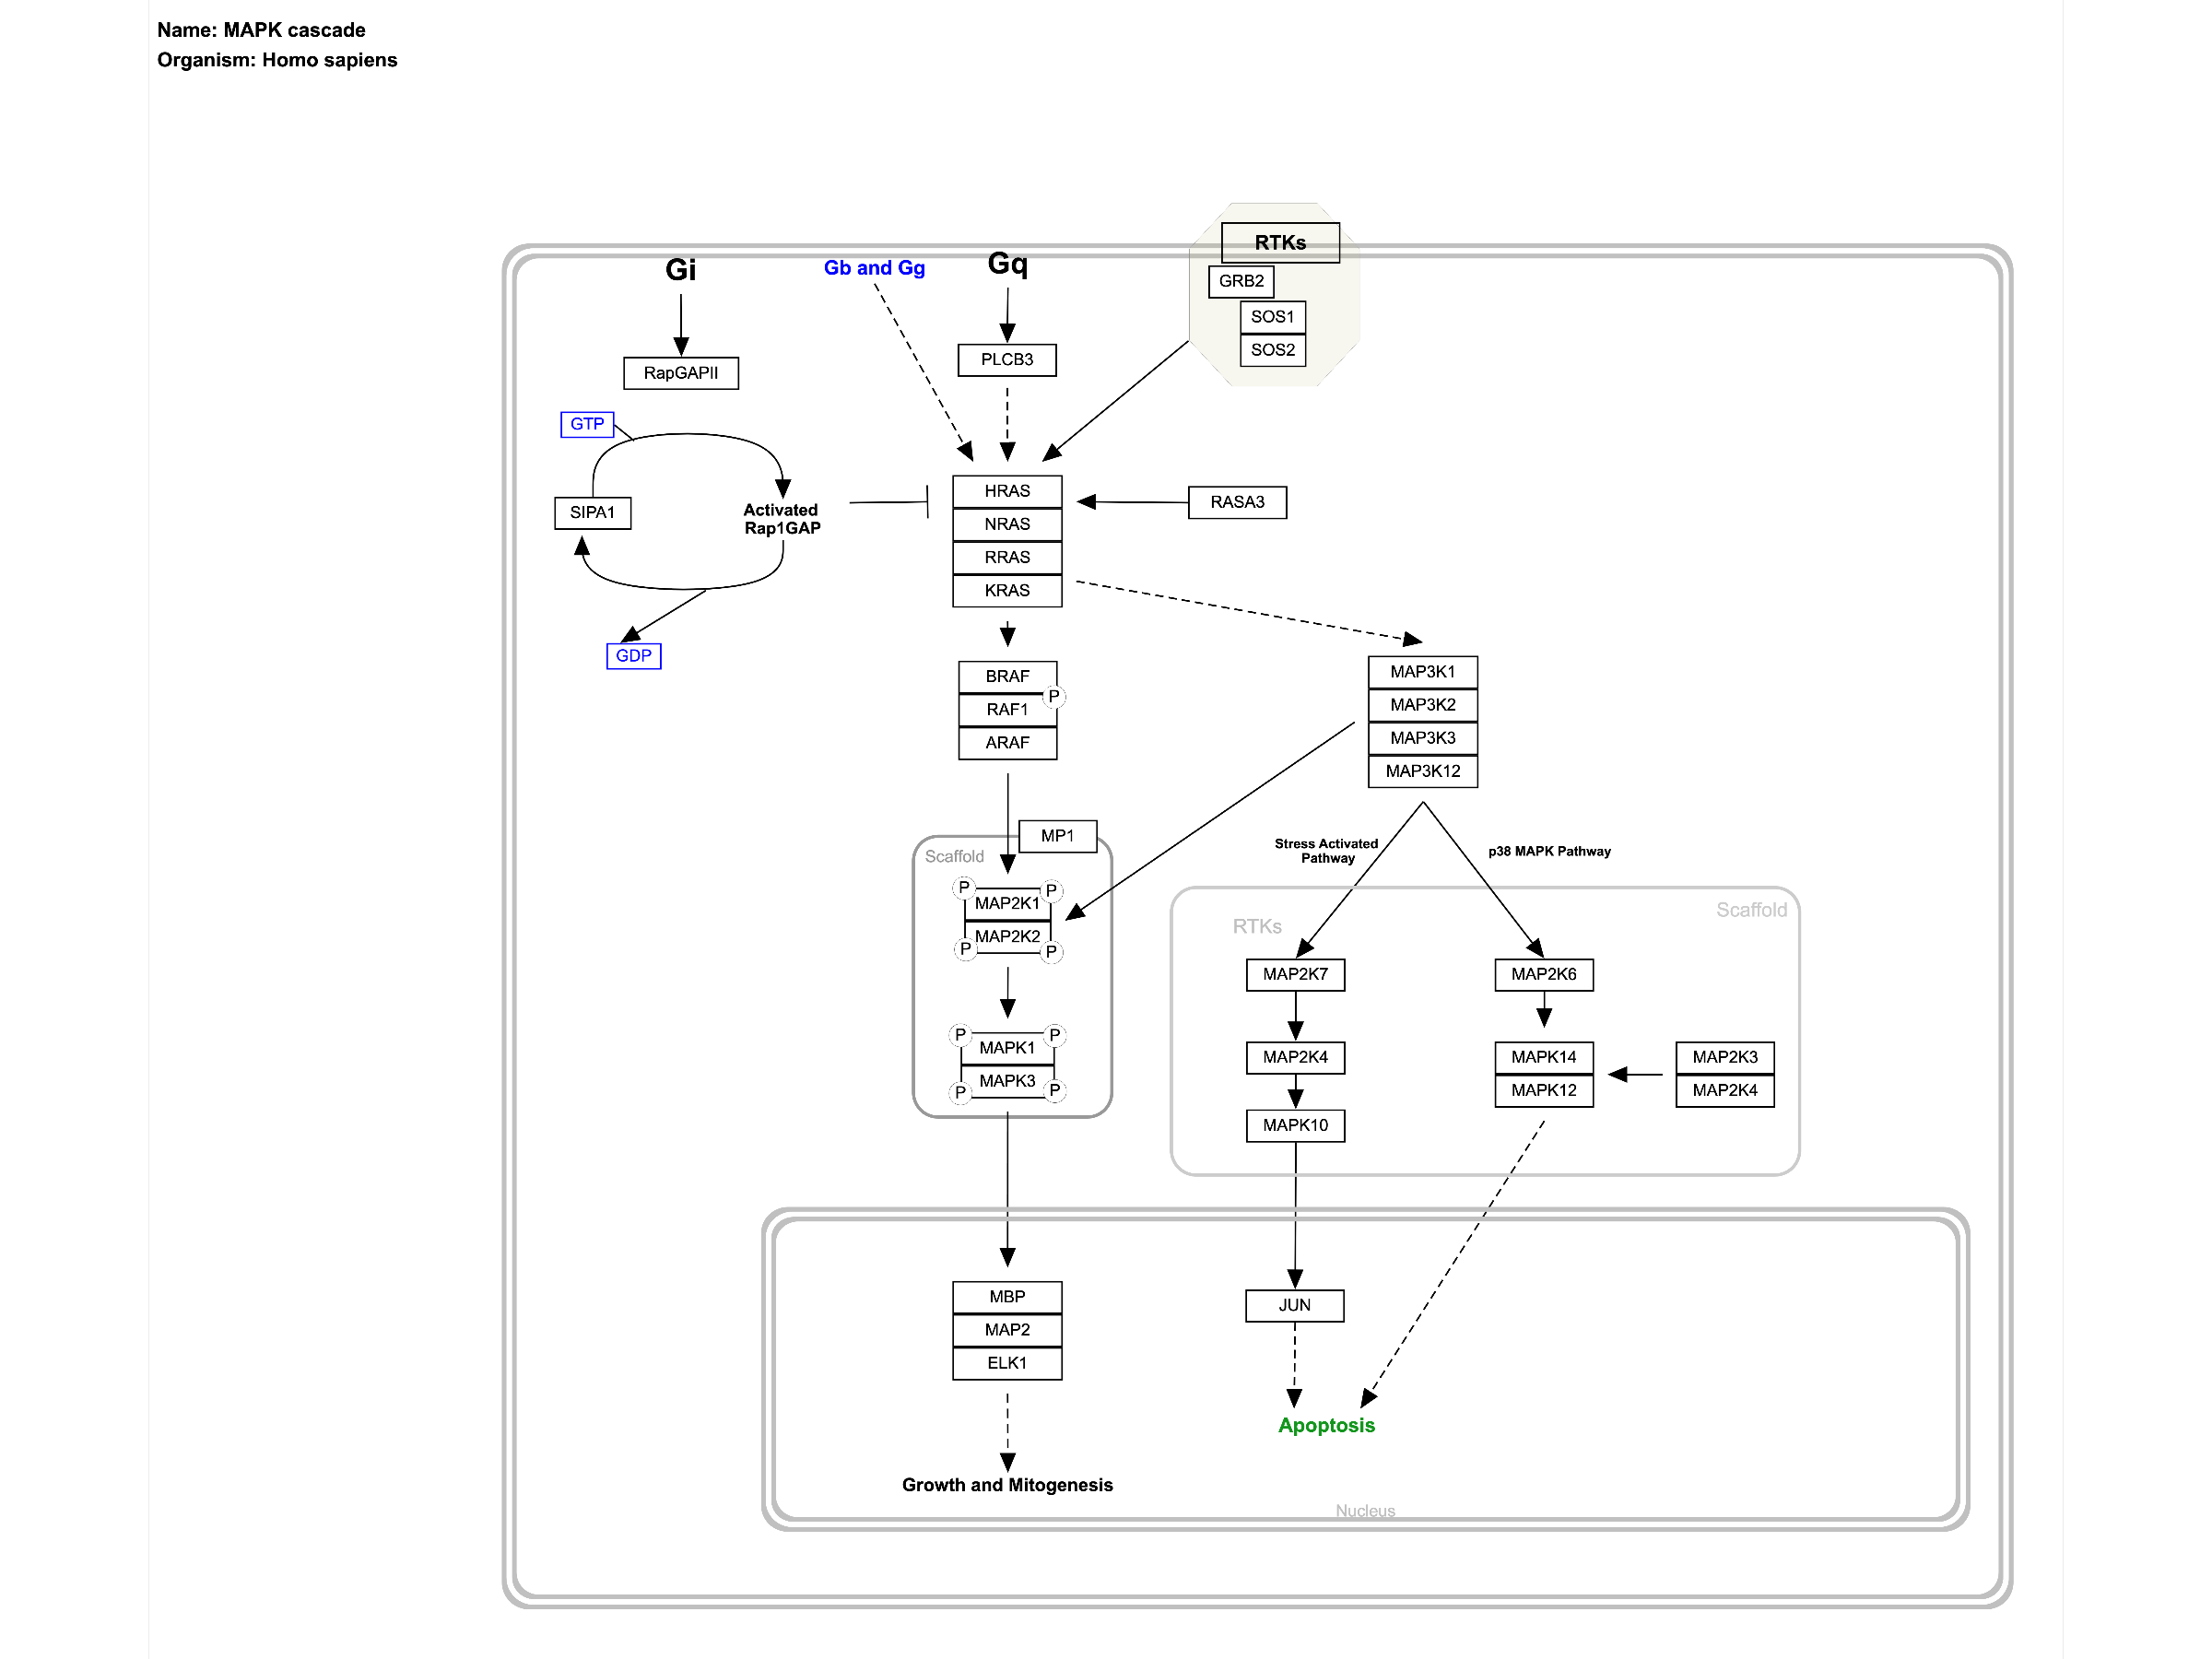 Name: MAPK cascade
Organism: Homo sapiens
RTKs
Gi
Gb and Gg
Gq
GRB2
SOS1
SOS2
PLCB3
RapGAPII
GTP
SIPA1
Activated
Rap1GAP
GDP
HRAS
NRAS
RRAS
KRAS
RASA3
BRAF
P
RAF1
ARAF
MAP3K1
MAP3K2
MAP3K3
MAP3K12
MP1
Scaffold
P
P
MAP2K1
MAP2K2
P
P
P
P
MAPK1
MAPK3
P
P
Stress Activated
Pathway
p38 MAPK Pathway
Scaffold
RTKs
MAP2K7
MAP2K6
MAP2K4
MAPK14
MAP2K3
MAPK12
MAP2K4
MAPK10
MBP
MAP2
ELK1
JUN
Apoptosis
Growth and Mitogenesis
Nucleus